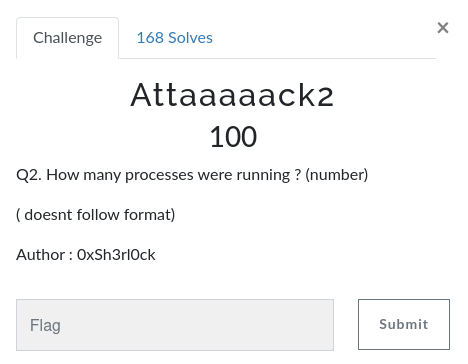 Challenge
168 Solves
×
Attaaaaack2
100
Q2. How many processes were running ? (number)
( doesnt follow format)
Author : 0xSh3rl0ck
Flag
Submit